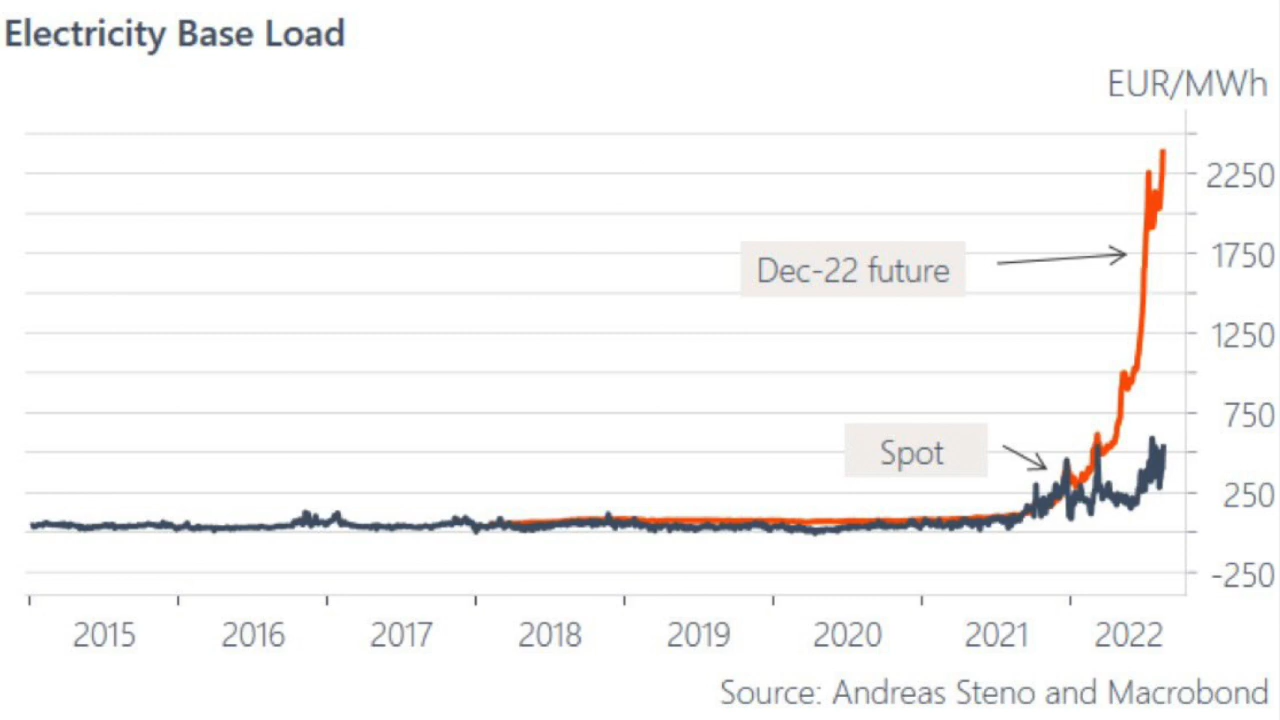 Electricity Base Load
EUR/MWh
2250
Dec-22 future
1750
1250
750
Spot
250
-250
2015 2016 2017 2018 2019 2020 2021 2022
Source: Andreas Steno and Macrobond